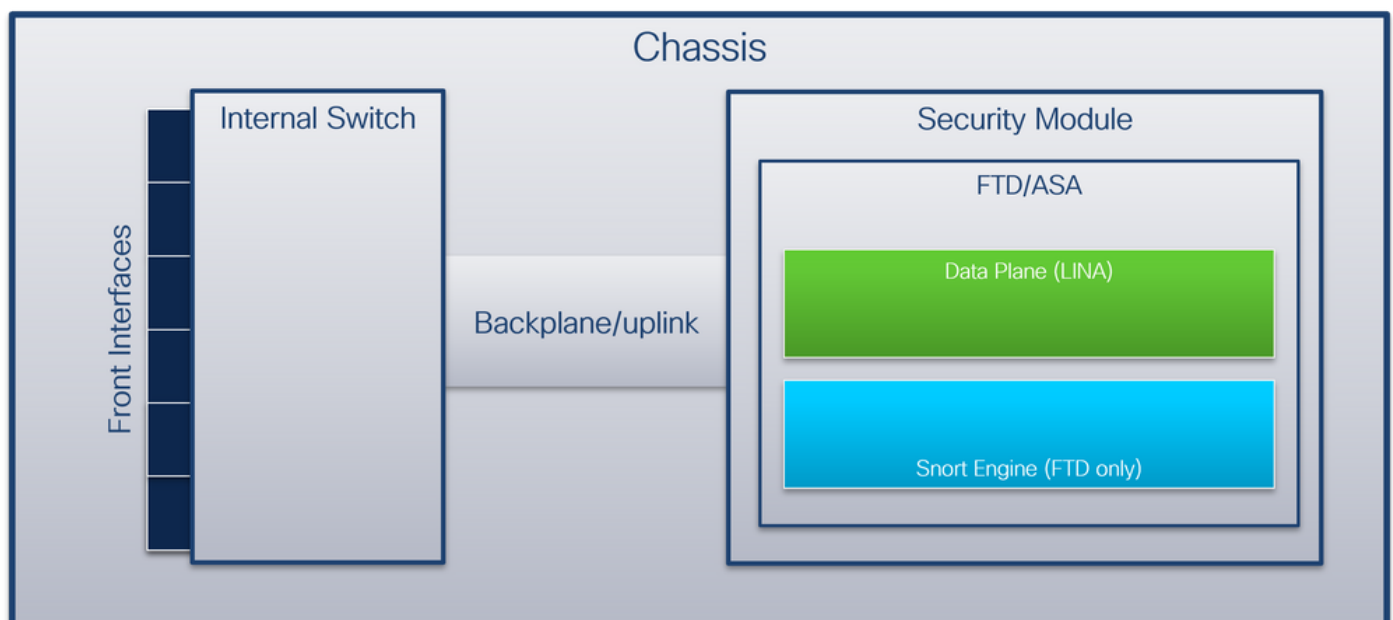 Chassis
Internal Switch
Front Interfaces
Backplane/uplink
Security Module
FTD/ASA
Data Plane (LINA)
Snort Engine (FTD only)